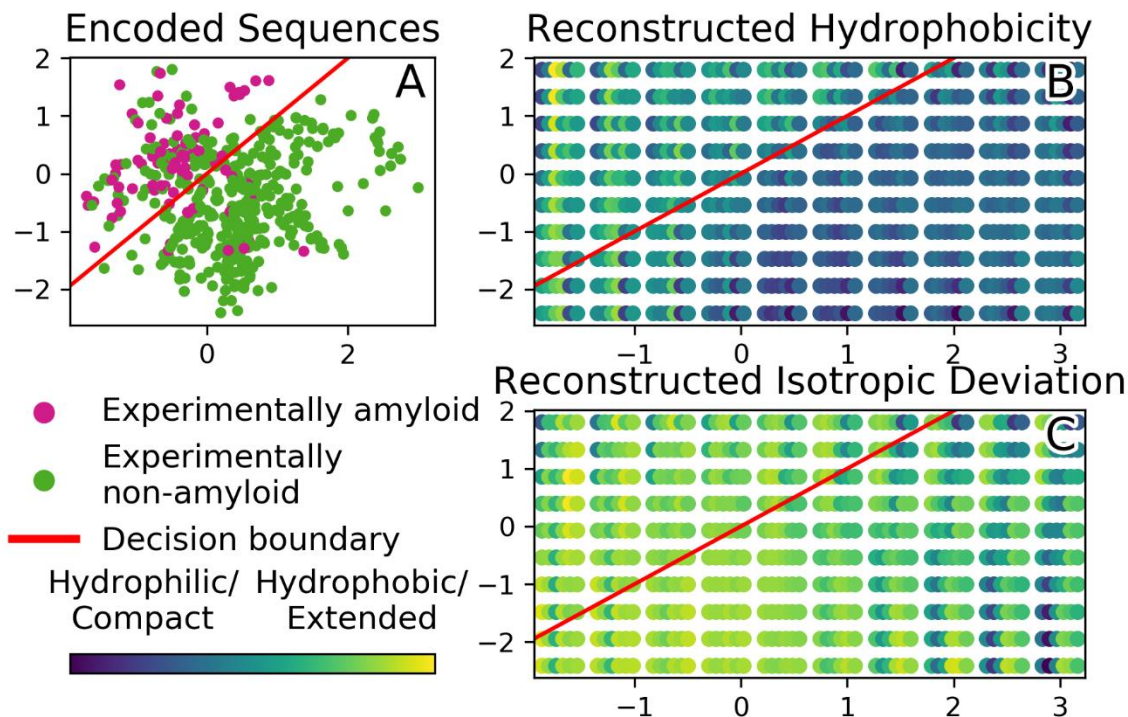 Encoded Sequences
A
2
1
0
−1
−2
0
2
Reconstructed Hydrophobicity
B
2
1
0
−1
−2
−1
0
1
2
3
Experimentally amyloid
Experimentally
non-amyloid
Decision boundary
Hydrophilic/
Compact
Hydrophobic/
Extended
Reconstructed Isotropic Deviation
C
2
1
0
−1
−2
−1
0
1
2
3